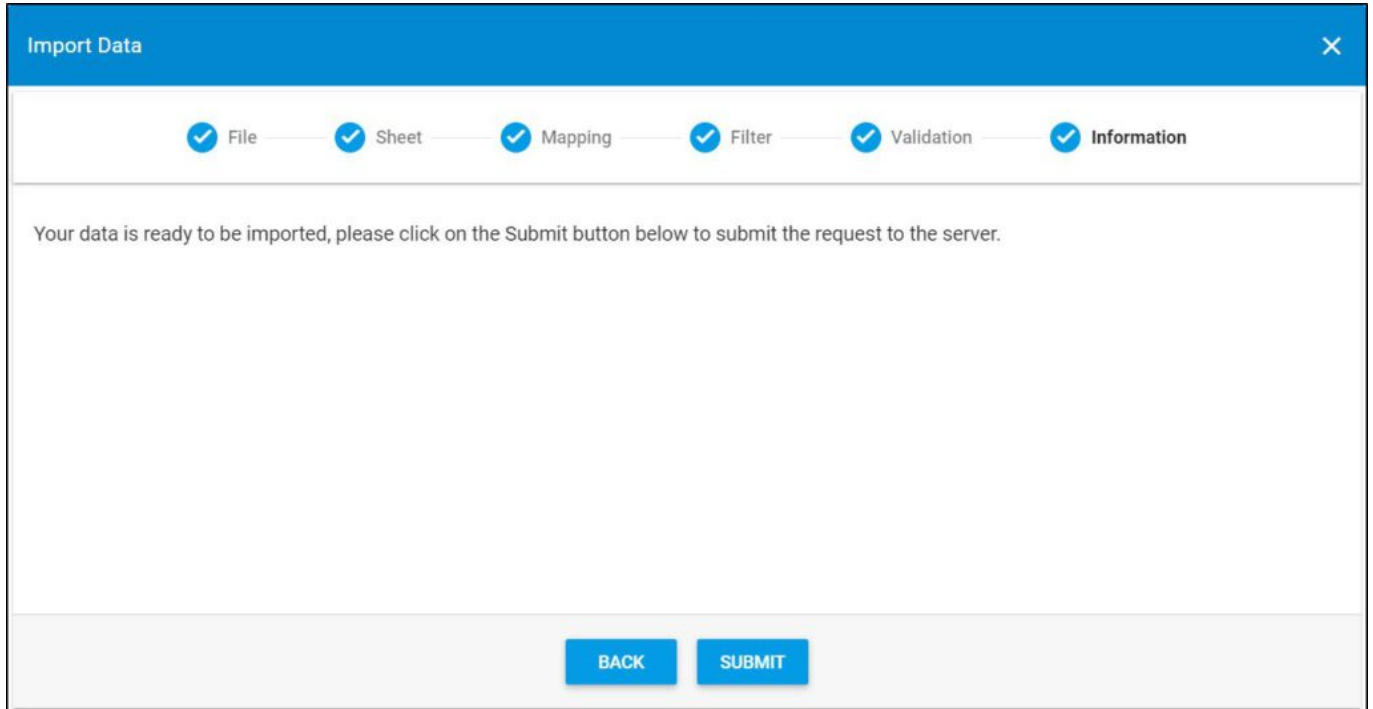 Import Data
File Sheet Mapping Filter Validation Information
Your data is ready to be imported, please click on the Submit button below to submit the request to the server.
BACK SUBMIT